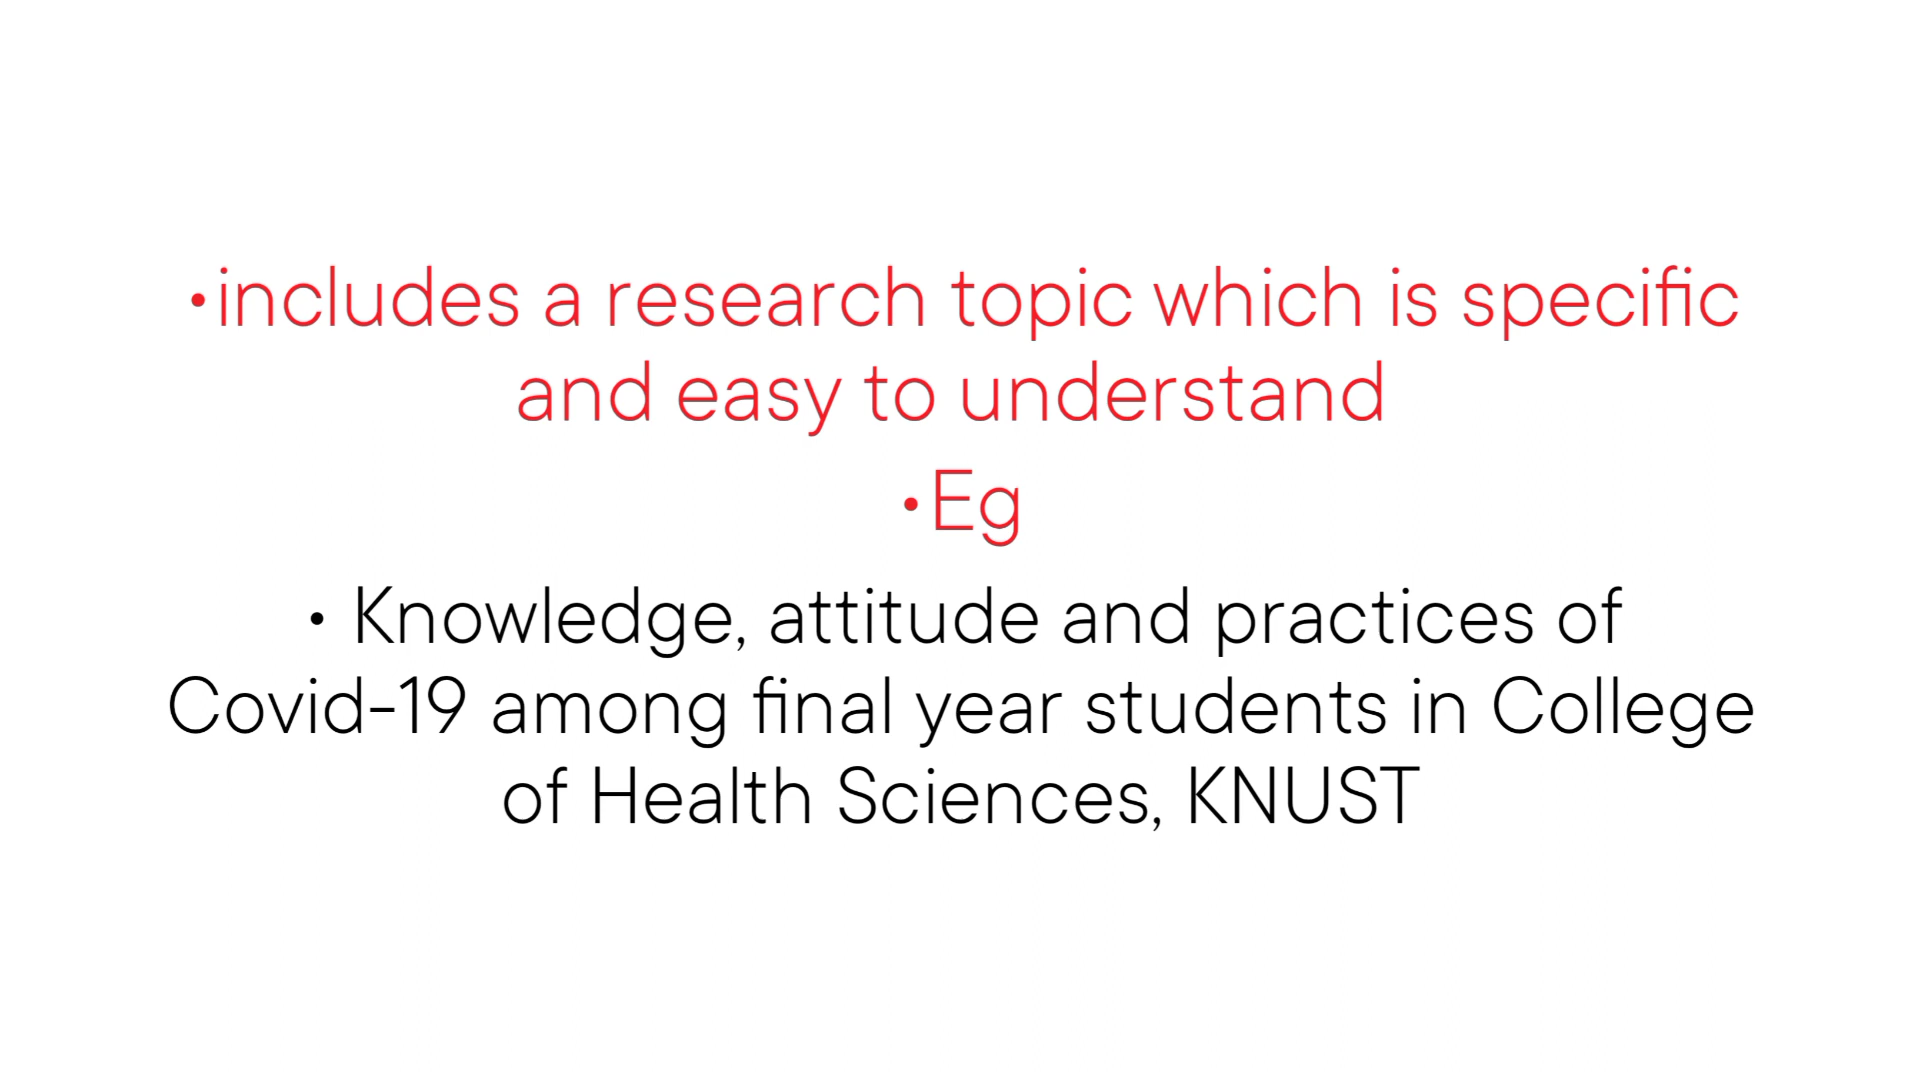 •includes a research topic which is specific
and easy to understand
•Eg
• Knowledge, attitude and practices of
Covid-19 among final year students in College
of Health Sciences, KNUST